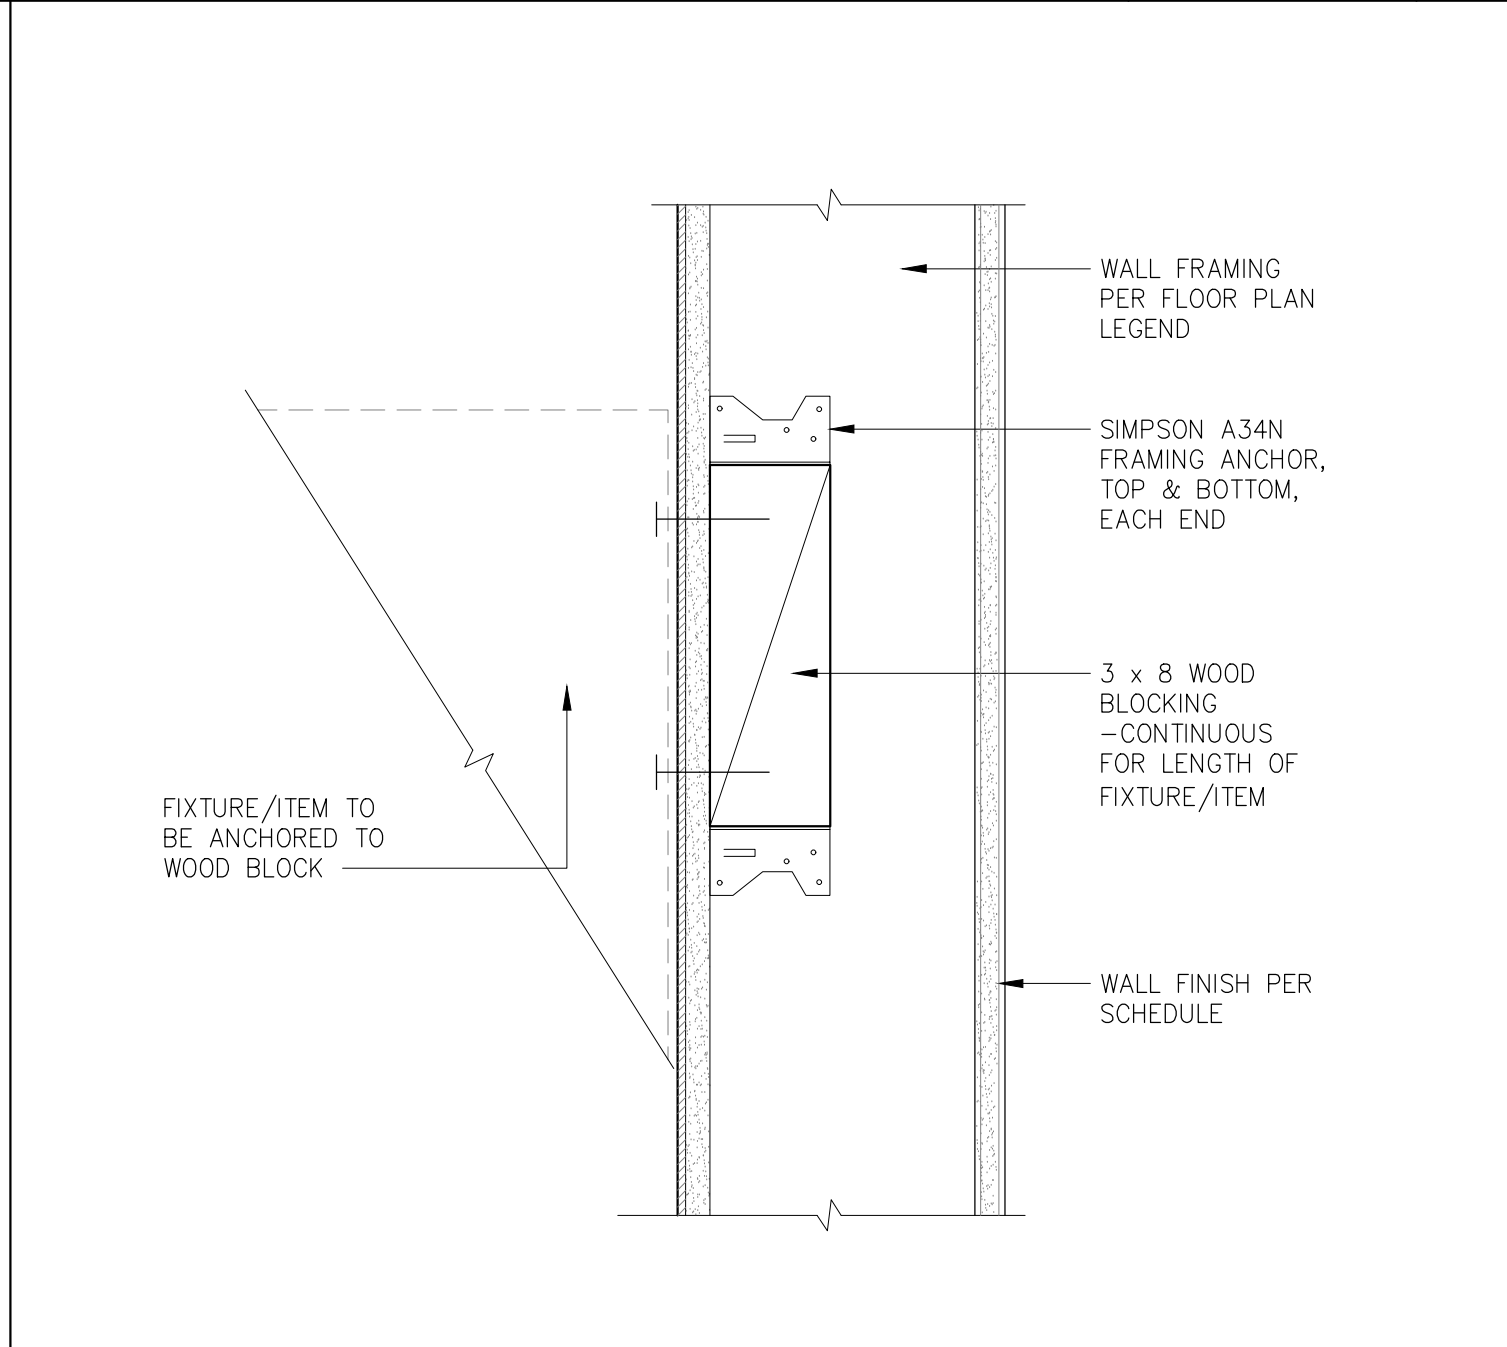 WALL FRAMING
PER FLOOR PLAN
LEGEND
SIMPSON A34N
FRAMING ANCHOR,
TOP & BOTTOM,
EACH END
3 x 8 WOOD
BLOCKING
-CONTINUOUS
FOR LENGTH OF
FIXTURE/ITEM
FIXTURE/ITEM TO
BE ANCHORED TO
WOOD BLOCK
WALL FINISH PER
SCHEDULE